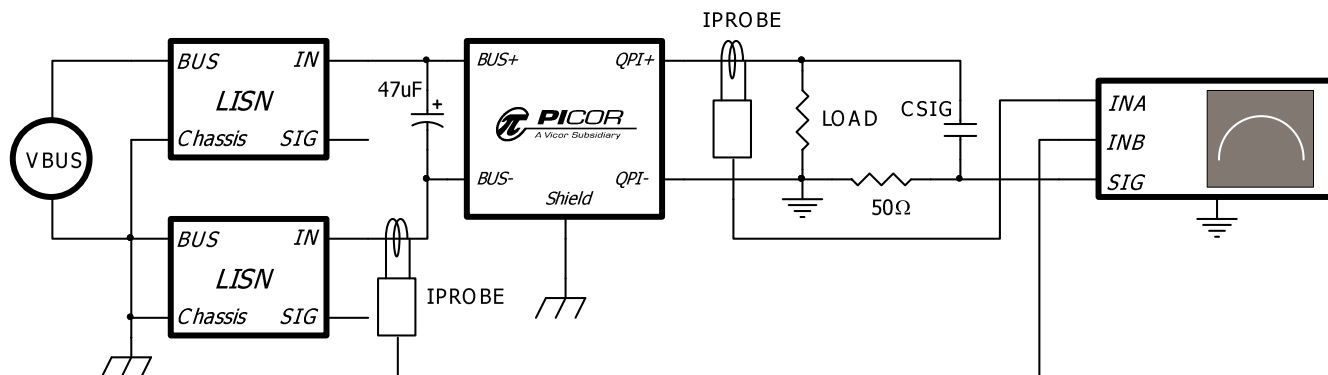 IPROBE
BUS
IN
LISN
Chassis
SIG
47uF
+
BUS+
QPI+
PICOR
A Vicor Subsidiary
BUS-
QPI-
Shield
LOAD
CSIG
50Ω
INA
INB
SIG
VBUS
BUS
IN
LISN
Chassis
SIG
IPROBE